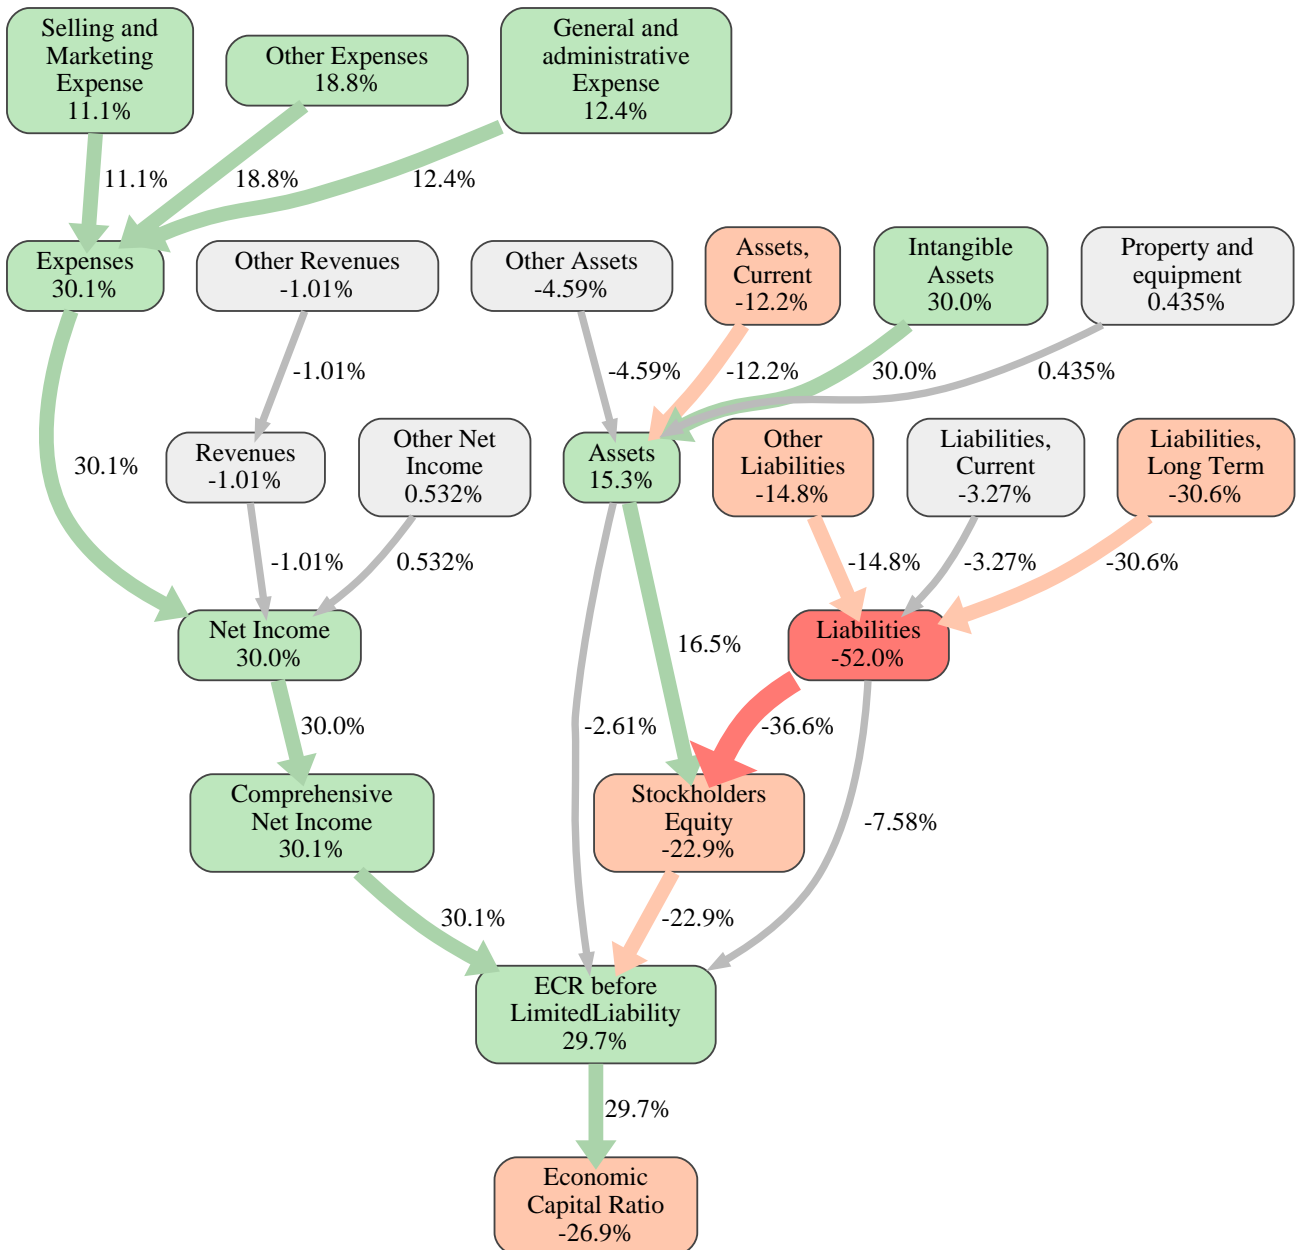 Selling and
Marketing
Expense
11.1%
Other Expenses
18.8%
General and
administrative
Expense
12.4%
11.1%
18.8%
12.4%
Expenses
30.1%
Other Revenues
-1.01%
Other Assets
-4.59%
Assets,
Current
-12.2%
Intangible
Assets
30.0%
Property and
equipment
0.435%
-1.01%
-4.59%
-12.2%
30.0%
0.435%
30.1%
Revenues
-1.01%
Other Net
Income
0.532%
Assets
15.3%
Other
Liabilities
-14.8%
Liabilities,
Current
-3.27%
Liabilities,
Long Term
-30.6%
-1.01%
0.532%
-14.8%
-3.27%
-30.6%
Net Income
30.0%
16.5%
Liabilities
-52.0%
30.0%
-2.61%
-36.6%
Comprehensive
Net Income
30.1%
Stockholders
Equity
-22.9%
-7.58%
30.1%
-22.9%
ECR before
LimitedLiability
29.7%
29.7%
Economic
Capital Ratio
-26.9%